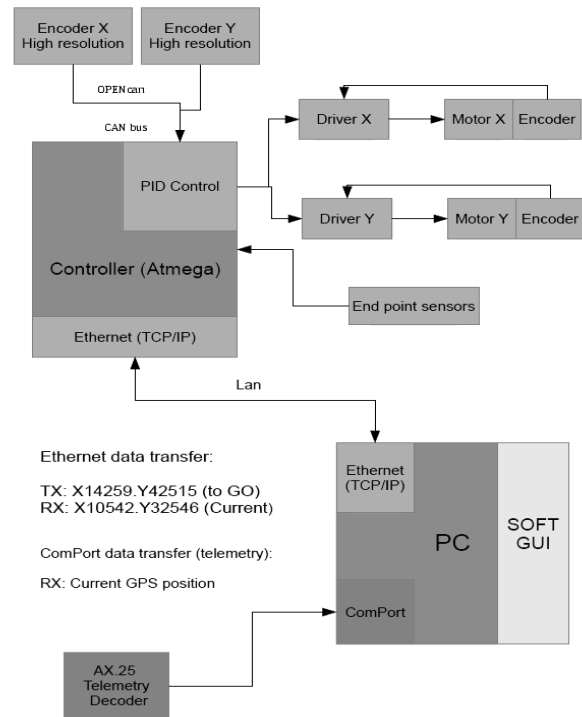 Encoder X
High resolution
Encoder Y
High resolution
OPENcan
CAN bus
Driver X
Motor X
Encoder
PID Control
Driver Y
Motor Y
Encoder
Controller (Atmega)
End point sensors
Ethernet (TCP/IP)
Lan
Ethernet data transfer:
TX: X14259.Y42515 (to GO)
RX: X10542.Y32546 (Current)
ComPort data transfer (telemetry):
RX: Current GPS position
Ethernet
(TCP/IP)
PC
SOFT
GUI
ComPort
AX.25
Telemetry
Decoder